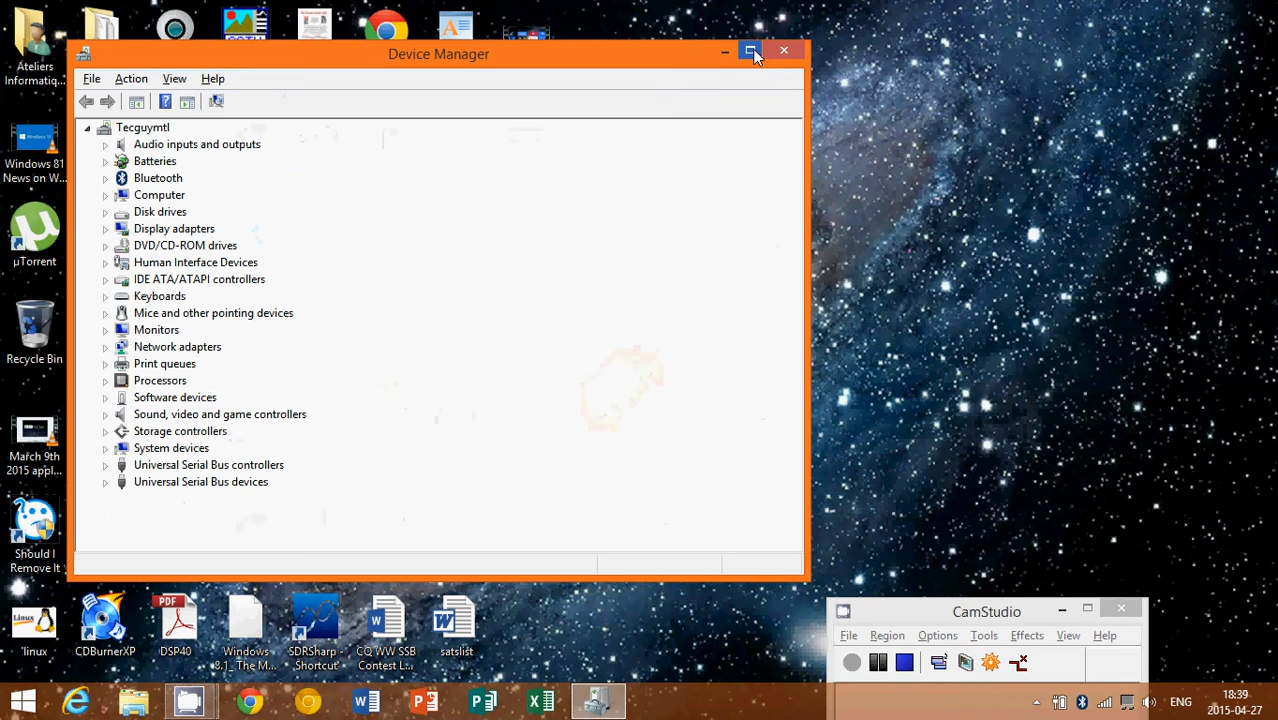 Ateliers
Informatiq...
Device Manager
File Action View Help
Tecguymtl
Audio inputs and outputs
Batteries
Bluetooth
Computer
Disk drives
Display adapters
DVD/CD-ROM drives
Human Interface Devices
IDE ATA/ATAPI controllers
Keyboards
Mice and other pointing devices
Monitors
Network adapters
Print queues
Processors
Software devices
Sound, video and game controllers
Storage controllers
System devices
Universal Serial Bus controllers
Universal Serial Bus devices
Windows 81
News on W...
µTorrent
Recycle Bin
March 9th
2015 appl...
Should I
Remove It
'linux
CDBurnerXP
PDF
DSP40
Windows
8.1_ The M...
SDRSharp -
Shortcut'
CQ WW SSB
Contest L...
satslist
CamStudio
File Region Options Tools Effects View Help
ENG
18:39
2015-04-27